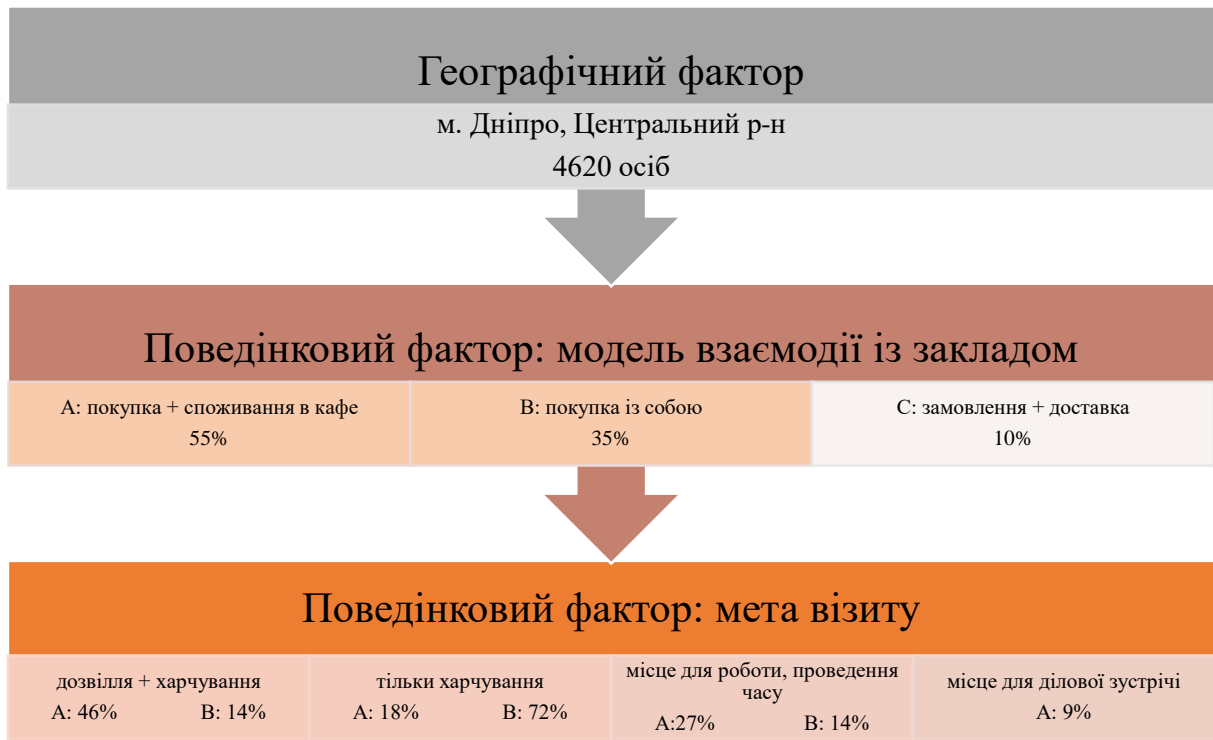 Географічний фактор
м. Дніпро, Центральний р-н
4620 осіб
Поведінковий фактор: модель взаємодії із закладом
А: покупка + споживання в кафе
55%
В: покупка із собою
35%
С: замовлення + доставка
10%
Поведінковий фактор: мета візиту
дозвілля + харчування
А: 46% В: 14%
тільки харчування
А: 18% В: 72%
місце для роботи, проведення
часу
А:27% В: 14%
місце для ділової зустрічі
А: 9%